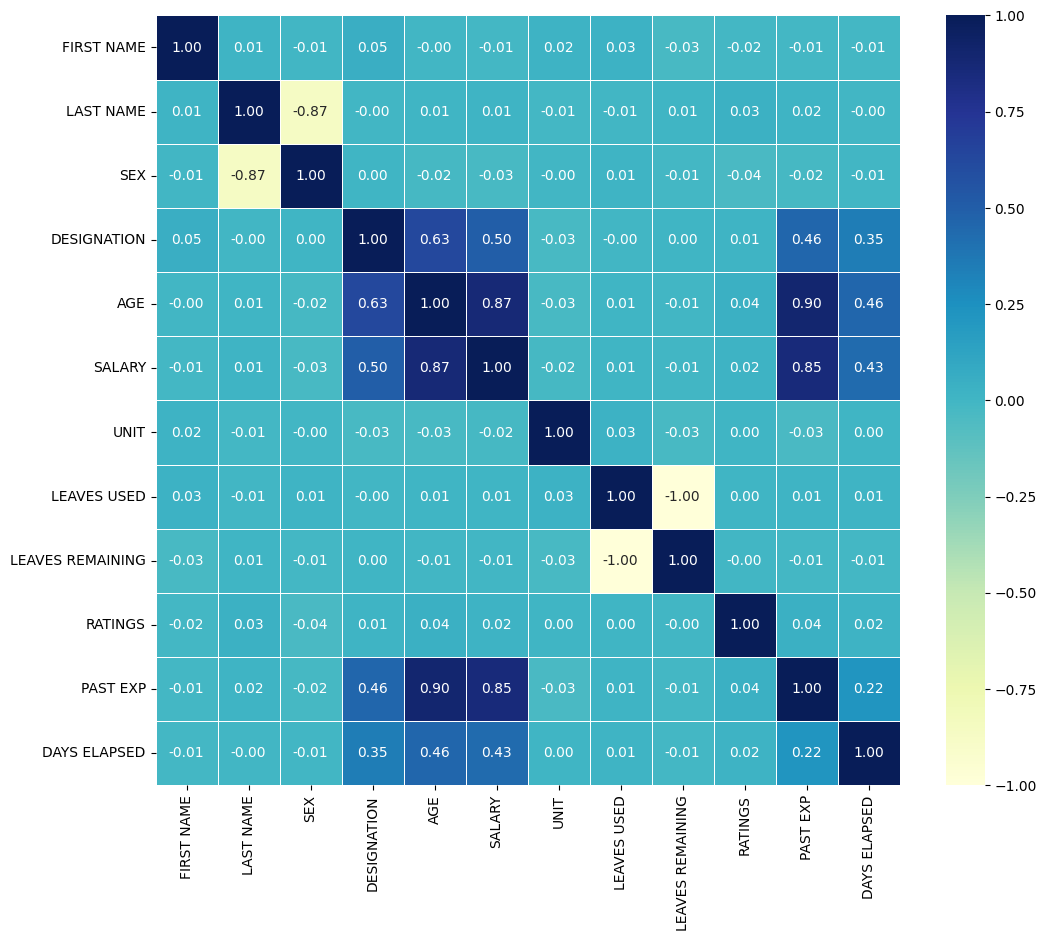 FIRST NAME 1.00 0.01 -0.01 0.05 -0.00 -0.01 0.02 0.03 -0.03 -0.02 -0.01 -0.01
LAST NAME 0.01 1.00 -0.87 -0.00 0.01 0.01 -0.01 -0.01 0.01 0.03 0.02 -0.00
SEX -0.01 -0.87 1.00 0.00 -0.02 -0.03 -0.00 0.01 -0.01 -0.04 -0.02 -0.01
DESIGNATION 0.05 -0.00 0.00 1.00 0.63 0.50 -0.03 -0.00 0.00 0.01 0.46 0.35
AGE -0.00 0.01 -0.02 0.63 1.00 0.87 -0.03 0.01 -0.01 0.04 0.90 0.46
SALARY -0.01 0.01 -0.03 0.50 0.87 1.00 -0.02 0.01 -0.01 0.02 0.85 0.43
UNIT 0.02 -0.01 -0.00 -0.03 -0.03 -0.02 1.00 0.03 -0.03 0.00 -0.03 0.00
LEAVES USED 0.03 -0.01 0.01 -0.00 0.01 0.01 0.03 1.00 -1.00 0.00 0.01 0.01
LEAVES REMAINING -0.03 0.01 -0.01 0.00 -0.01 -0.01 -0.03 -1.00 1.00 -0.00 -0.01 -0.01
RATINGS -0.02 0.03 -0.04 0.01 0.04 0.02 0.00 0.00 -0.00 1.00 0.04 0.02
PAST EXP -0.01 0.02 -0.02 0.46 0.90 0.85 -0.03 0.01 -0.01 0.04 1.00 0.22
DAYS ELAPSED -0.01 -0.00 -0.01 0.35 0.46 0.43 0.00 0.01 -0.01 0.02 0.22 1.00
FIRST NAME
LAST NAME
SEX
DESIGNATION
AGE
SALARY
UNIT
LEAVES USED
LEAVES REMAINING
RATINGS
PAST EXP
DAYS ELAPSED
1.00
0.75
0.50
0.25
0.00
−0.25
−0.50
−0.75
−1.00